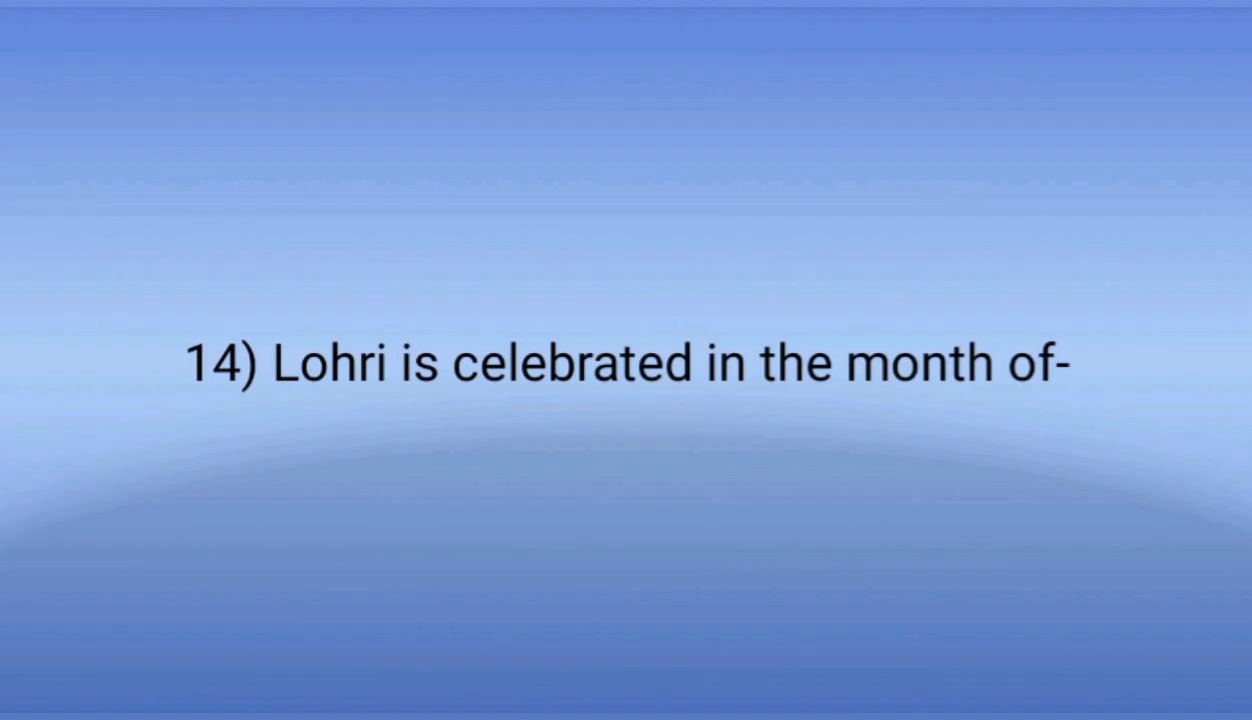 14) Lohri is celebrated in the month of-